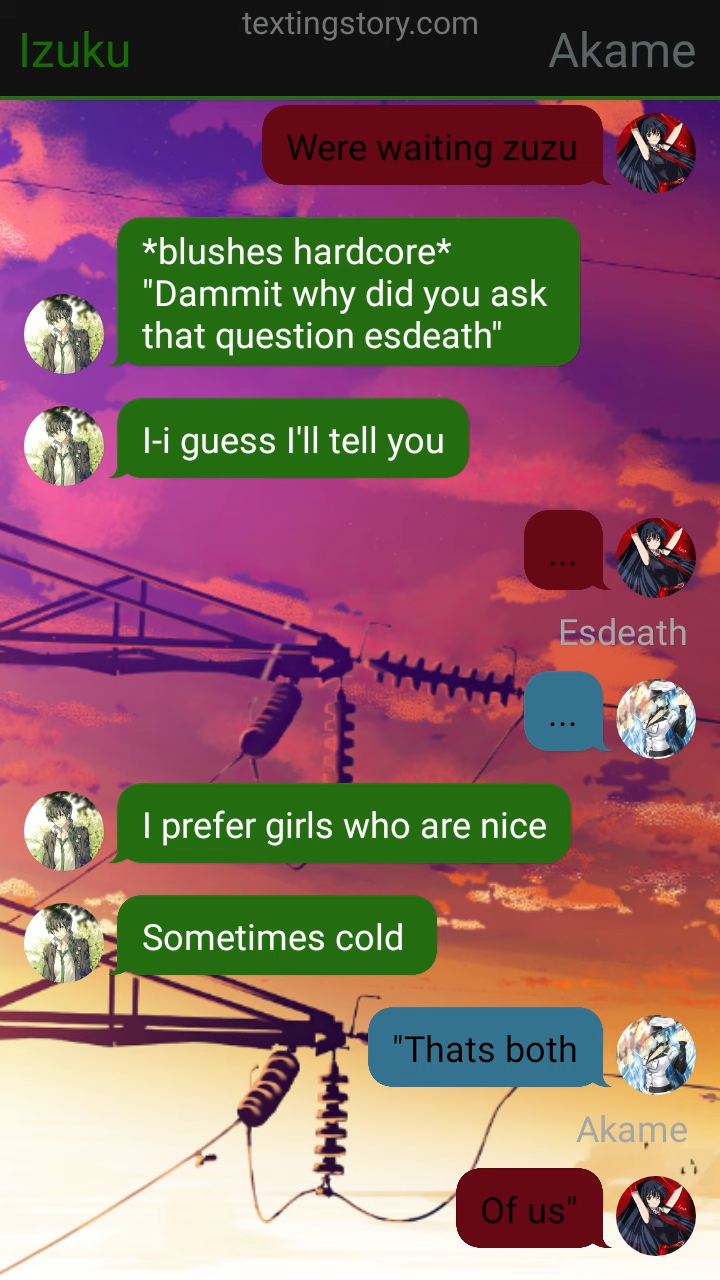 textingstory.com
Izuku
Akame
Were waiting zuzu
*blushes hardcore*
"Dammit why did you ask
that question esdeath"
I-i guess I'll tell you
...
Esdeath
...
I prefer girls who are nice
Sometimes cold
"Thats both
Akame
Of us"